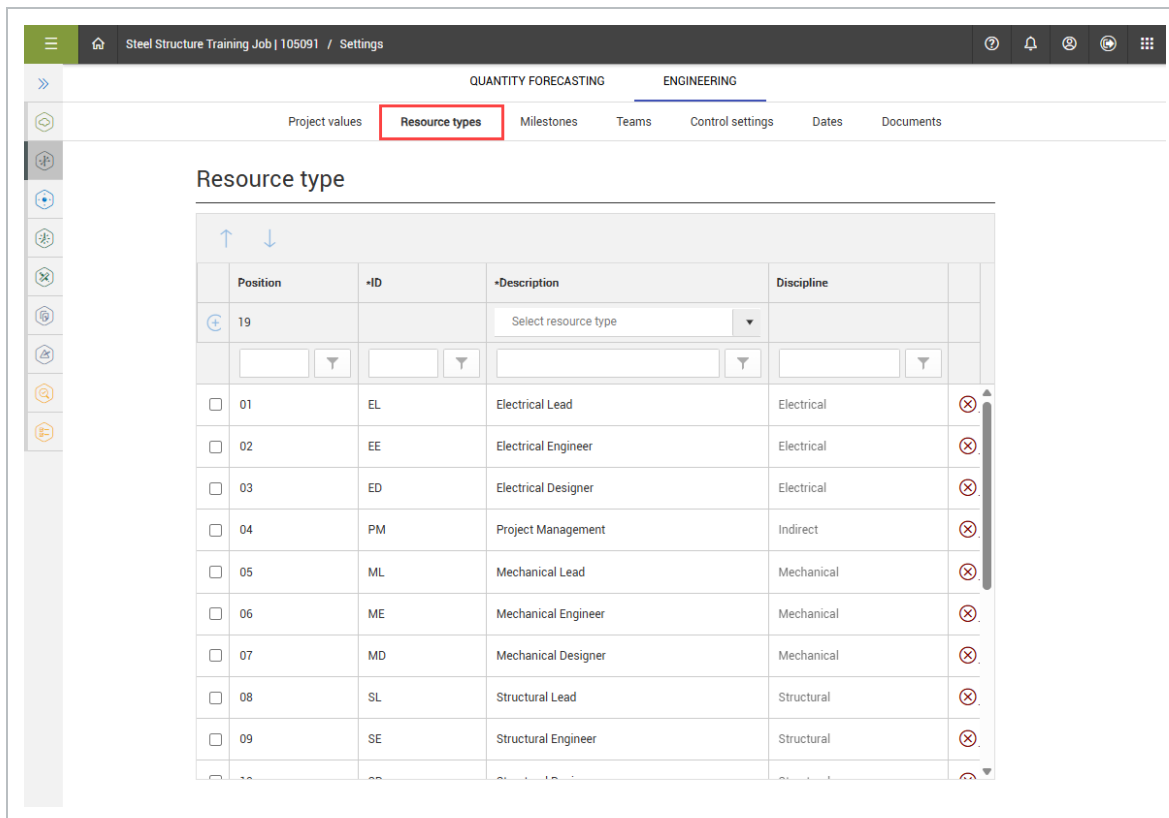 Steel Structure Training Job | 105091 / Settings
QUANTITY FORECASTING ENGINEERING
Project values Resource types Milestones Teams Control settings Dates Documents
Resource type
Position *ID *Description Discipline
19 Select resource type
01 EL Electrical Lead Electrical
02 EE Electrical Engineer Electrical
03 ED Electrical Designer Electrical
04 PM Project Management Indirect
05 ML Mechanical Lead Mechanical
06 ME Mechanical Engineer Mechanical
07 MD Mechanical Designer Mechanical
08 SL Structural Lead Structural
09 SE Structural Engineer Structural